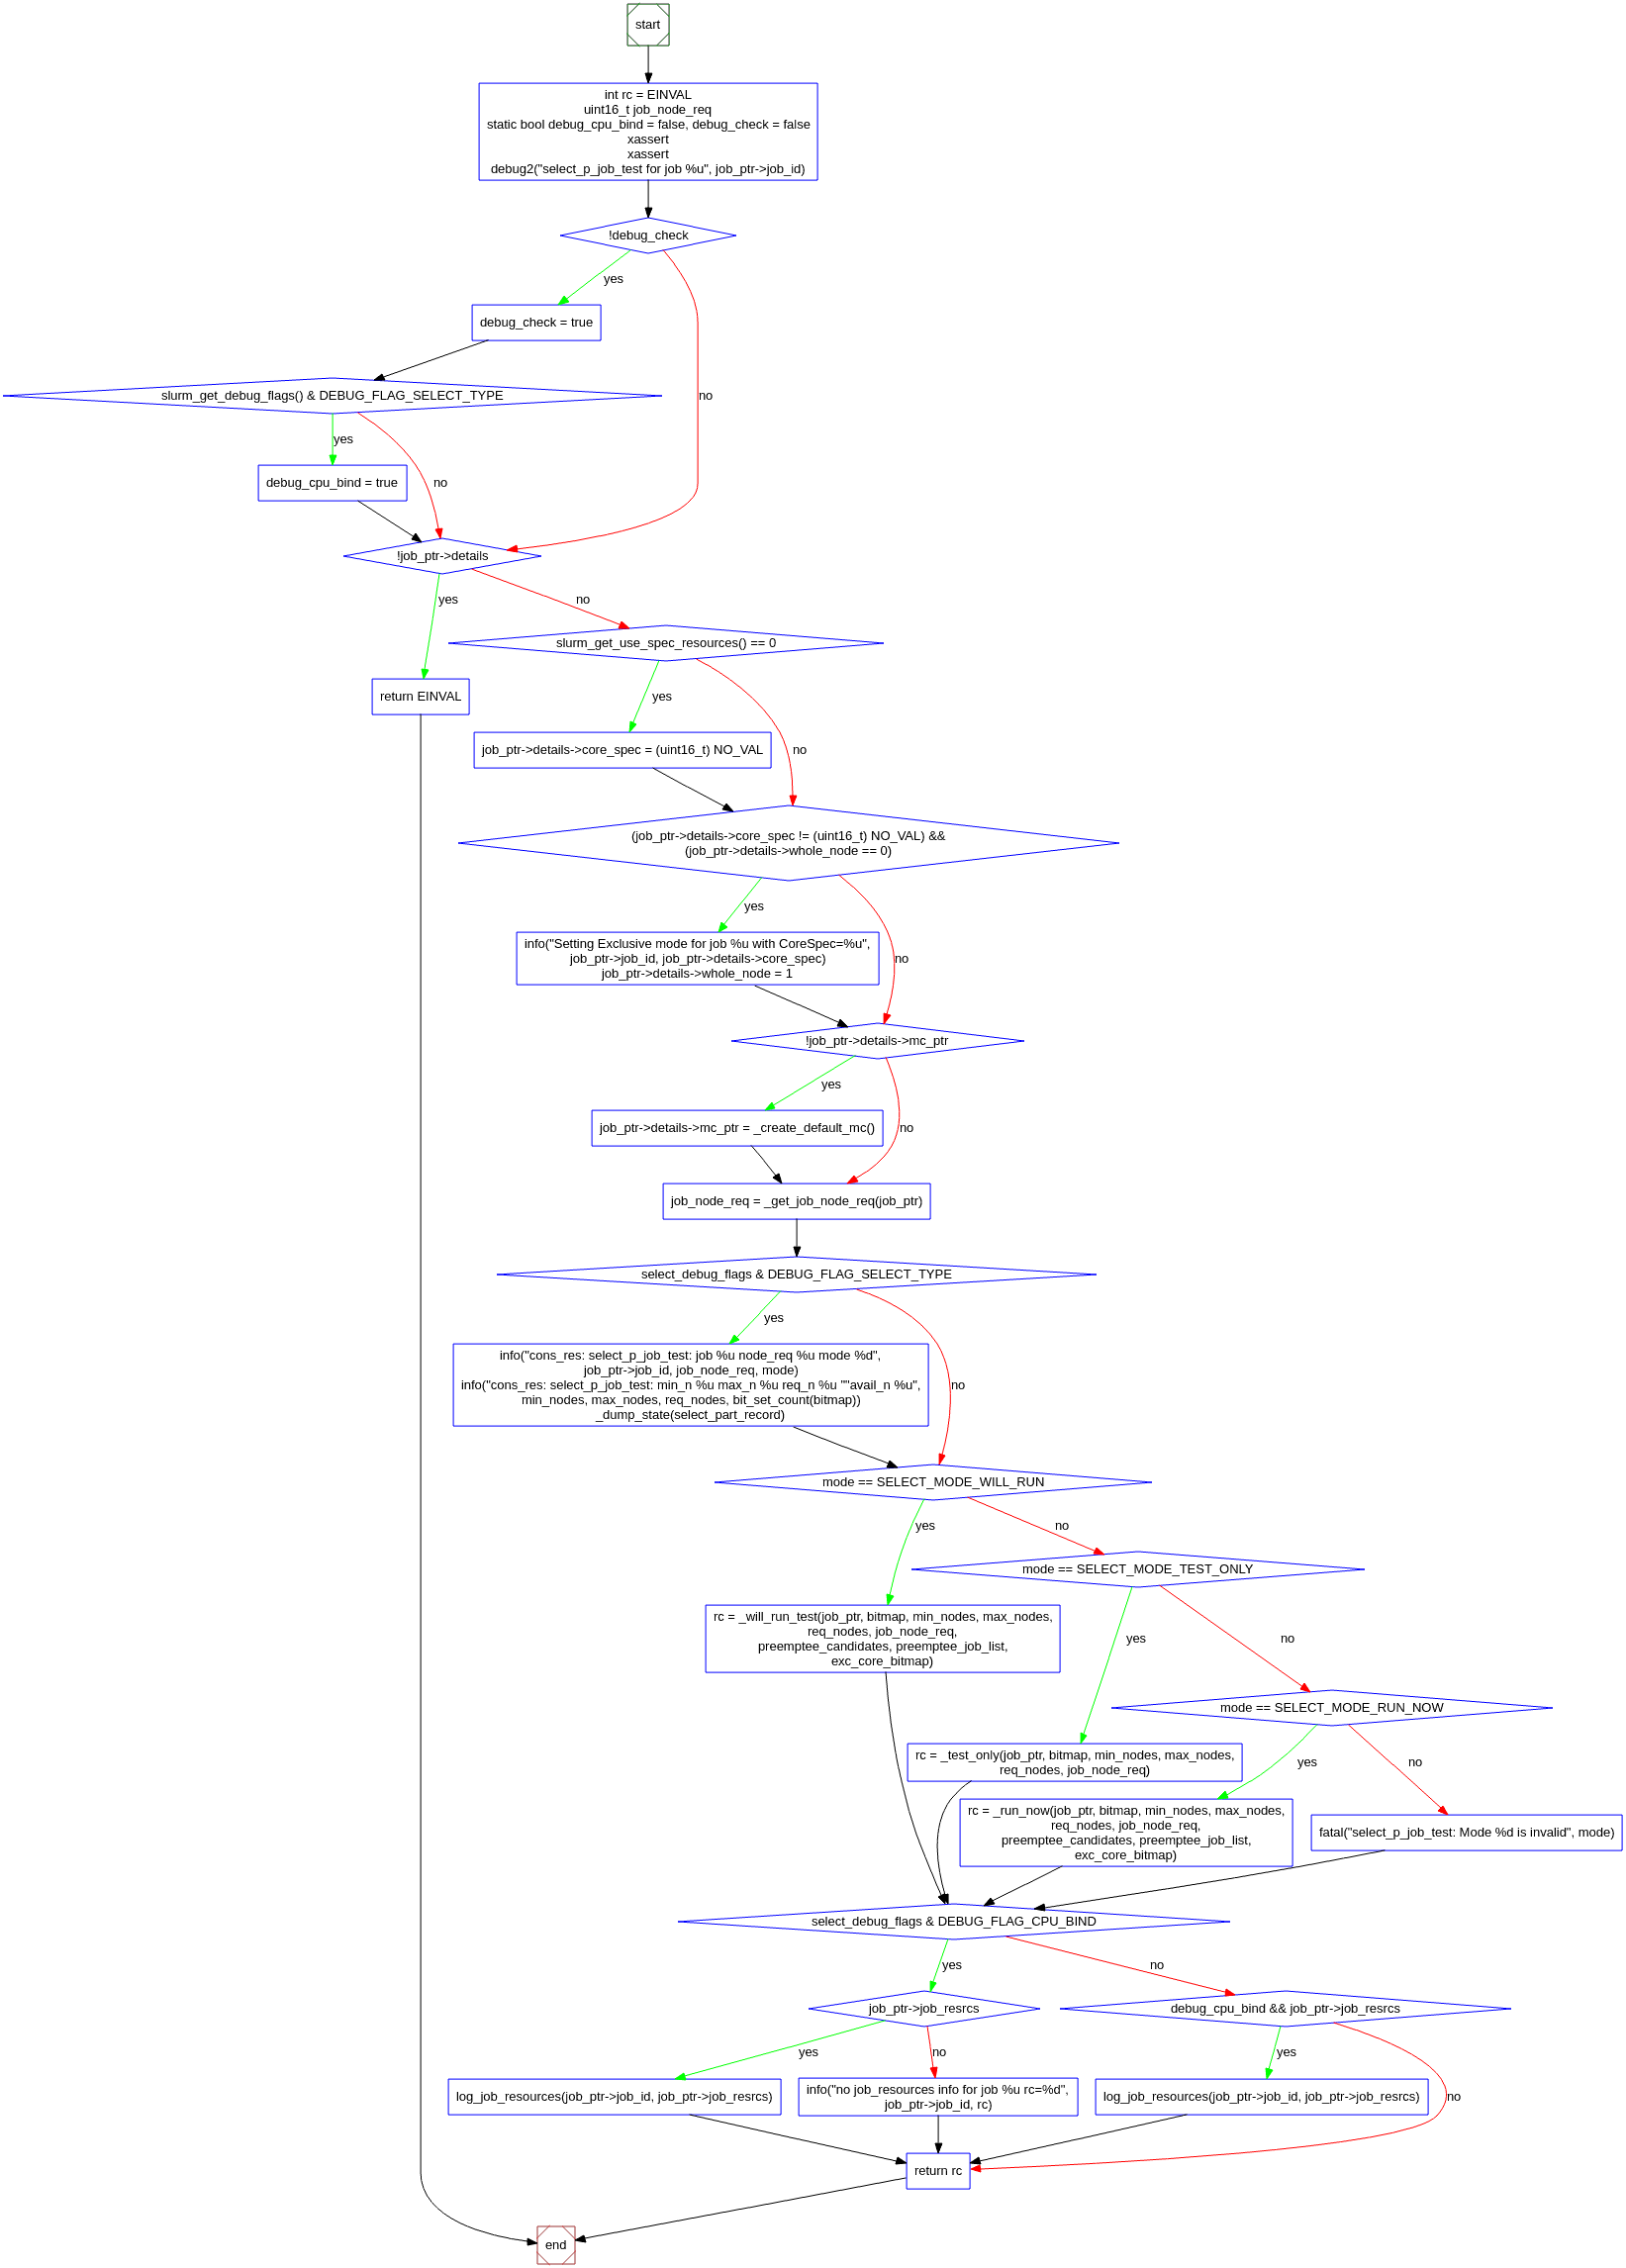 start
int rc = EINVAL
uint16_t job_node_req
static bool debug_cpu_bind = false, debug_check = false
xassert
xassert
debug2("select_p_job_test for job %u", job_ptr->job_id)
!debug_check
yes
debug_check = true
no
slurm_get_debug_flags() & DEBUG_FLAG_SELECT_TYPE
yes
debug_cpu_bind = true
no
!job_ptr->details
yes
no
slurm_get_use_spec_resources() == 0
return EINVAL
yes
job_ptr->details->core_spec = (uint16_t) NO_VAL
no
(job_ptr->details->core_spec != (uint16_t) NO_VAL) &&
(job_ptr->details->whole_node == 0)
yes
info("Setting Exclusive mode for job %u with CoreSpec=%u",
job_ptr->job_id, job_ptr->details->core_spec)
job_ptr->details->whole_node = 1
no
!job_ptr->details->mc_ptr
yes
job_ptr->details->mc_ptr = _create_default_mc()
no
job_node_req = _get_job_node_req(job_ptr)
select_debug_flags & DEBUG_FLAG_SELECT_TYPE
yes
info("cons_res: select_p_job_test: job %u node_req %u mode %d",
job_ptr->job_id, job_node_req, mode)
info("cons_res: select_p_job_test: min_n %u max_n %u req_n %u ""avail_n %u",
min_nodes, max_nodes, req_nodes, bit_set_count(bitmap))
_dump_state(select_part_record)
no
mode == SELECT_MODE_WILL_RUN
yes
no
mode == SELECT_MODE_TEST_ONLY
rc = _will_run_test(job_ptr, bitmap, min_nodes, max_nodes,
req_nodes, job_node_req,
preemptee_candidates, preemptee_job_list,
exc_core_bitmap)
yes
no
mode == SELECT_MODE_RUN_NOW
rc = _test_only(job_ptr, bitmap, min_nodes, max_nodes,
req_nodes, job_node_req)
yes
no
rc = _run_now(job_ptr, bitmap, min_nodes, max_nodes,
req_nodes, job_node_req,
preemptee_candidates, preemptee_job_list,
exc_core_bitmap)
fatal("select_p_job_test: Mode %d is invalid", mode)
select_debug_flags & DEBUG_FLAG_CPU_BIND
yes
no
job_ptr->job_resrcs
debug_cpu_bind && job_ptr->job_resrcs
yes
no
yes
log_job_resources(job_ptr->job_id, job_ptr->job_resrcs)
info("no job_resources info for job %u rc=%d",
job_ptr->job_id, rc)
log_job_resources(job_ptr->job_id, job_ptr->job_resrcs)
no
return rc
end